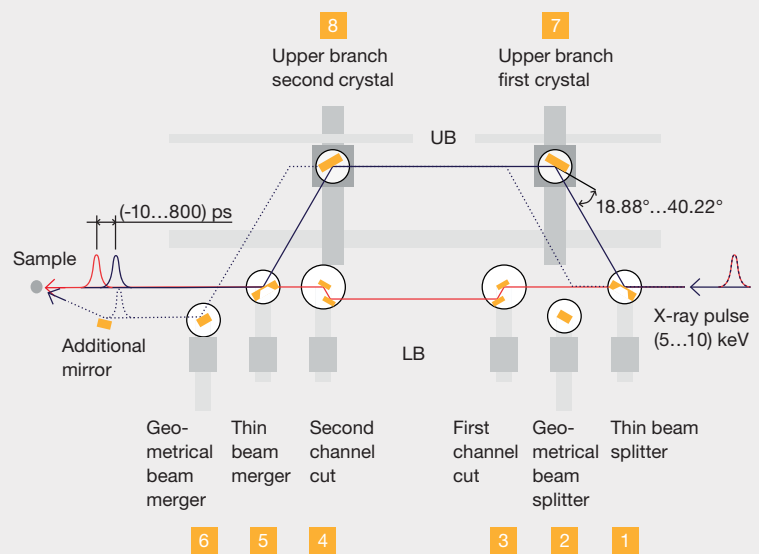 8
7
Upper branch
second crystal
Upper branch
first crystal
UB
(-10...800) ps
18.88°...40.22°
Sample
X-ray pulse
(5...10) keV
Additional
mirror
LB
Geo-
metrical
beam
merger
Thin
beam
merger
Second
channel
cut
First
channel
cut
Geo-
metrical
beam
splitter
Thin beam
splitter
6
5
4
3
2
1